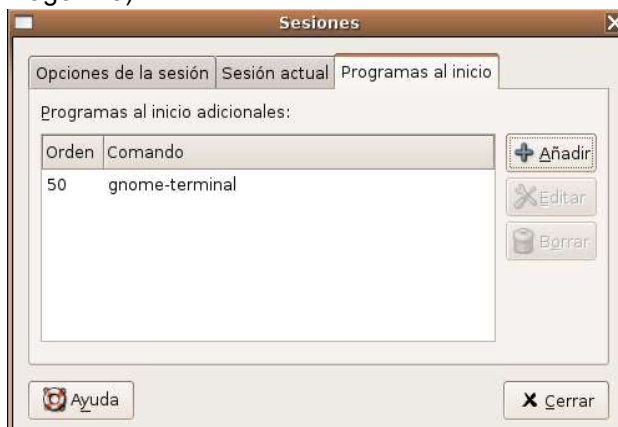 Sesiones
Opciones de la sesión Sesión actual Programas al inicio
Programas al inicio adicionales:
Orden Comando
50 gnome-terminal
Añadir
Editar
Borrar
Ayuda
Cerrar